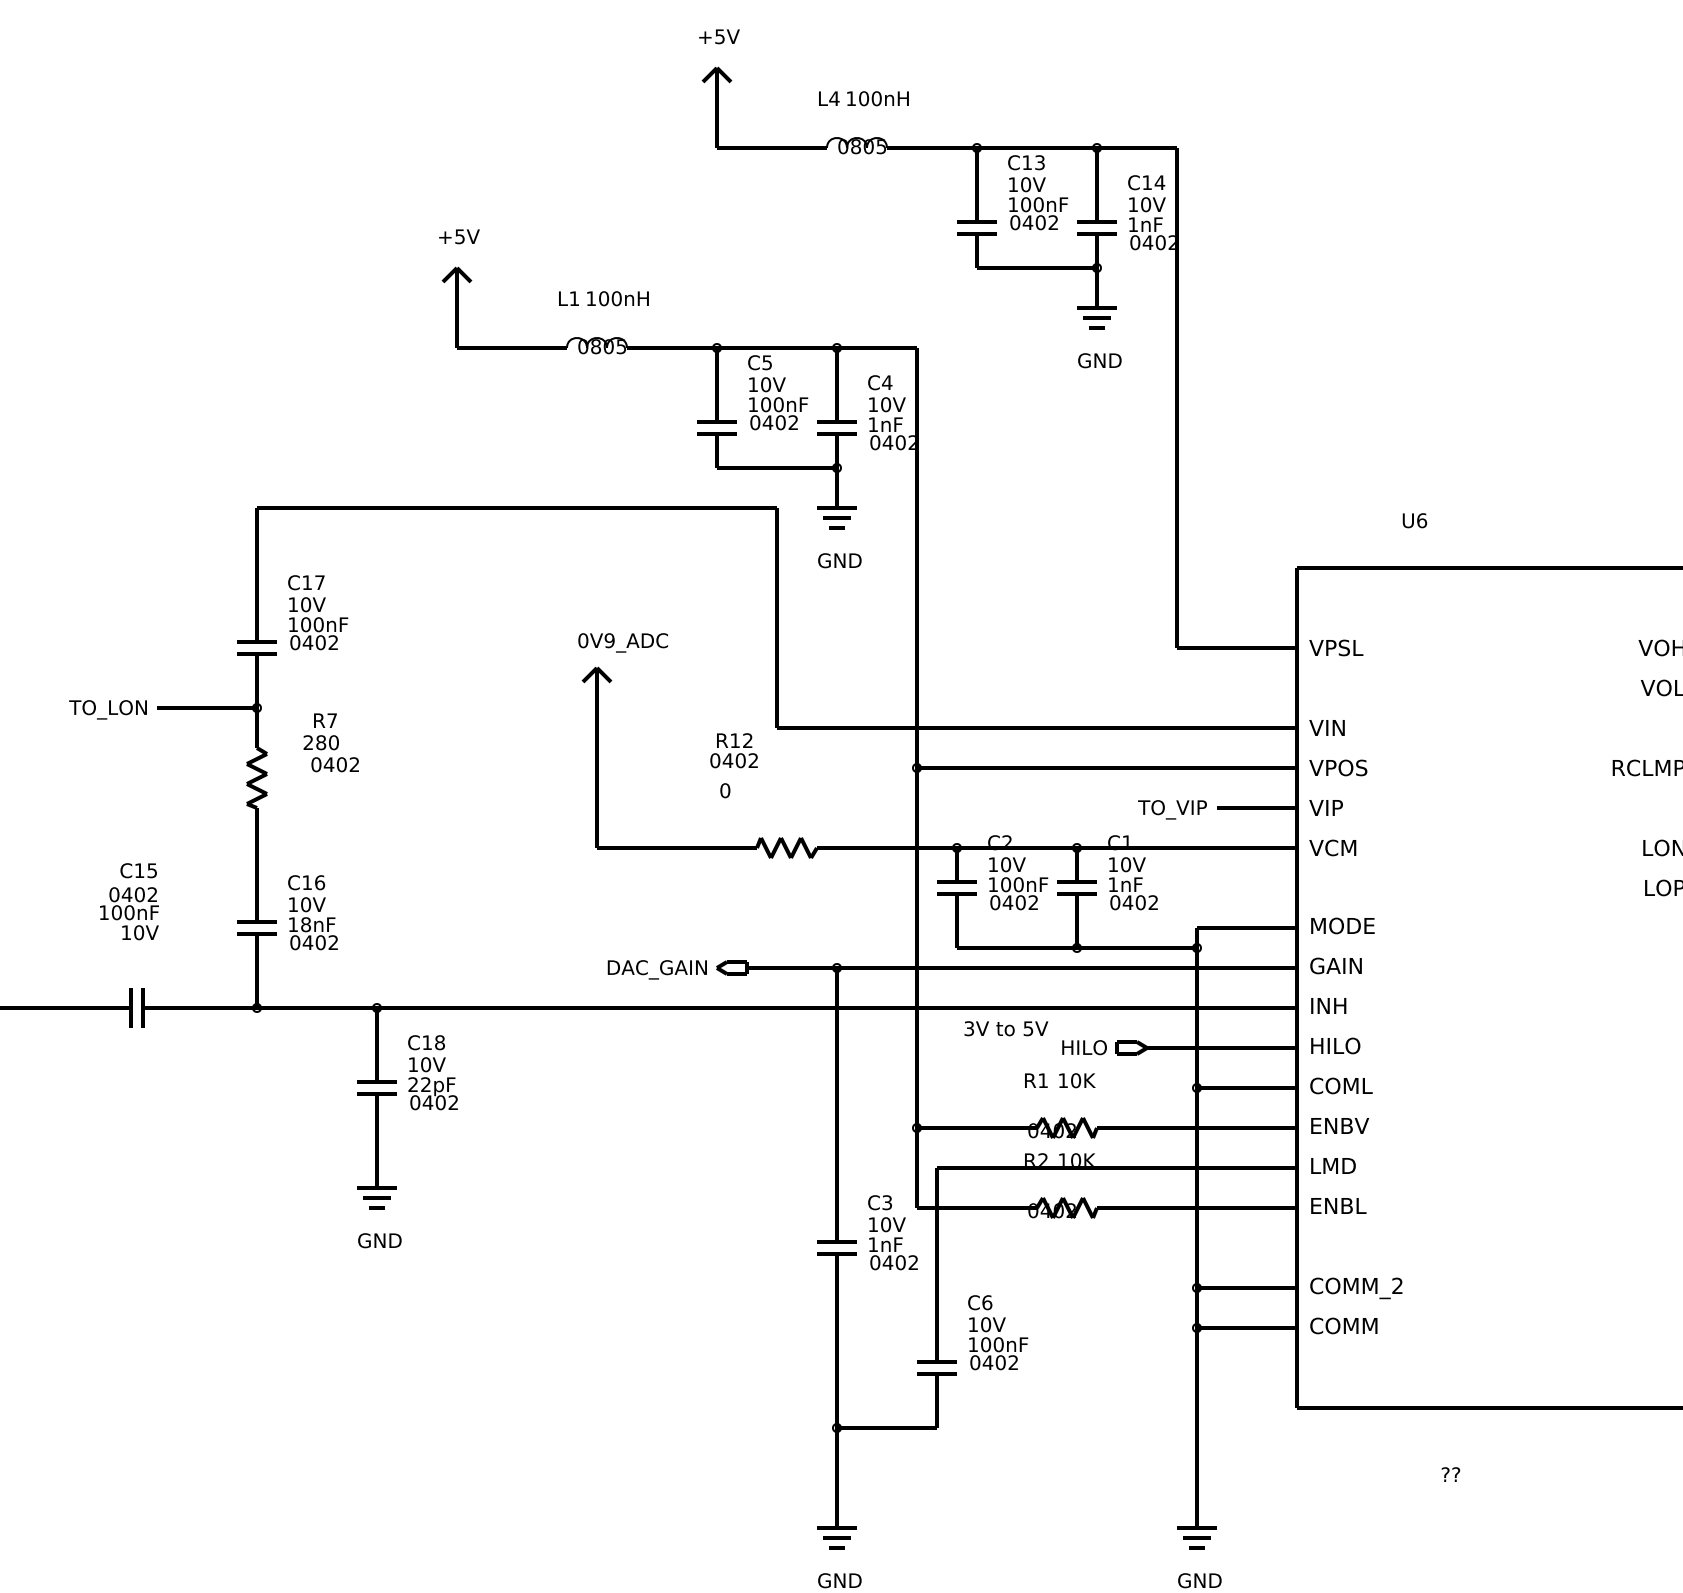 +5V
L4 100nH
0805
C13
10V
100nF
0402
C14
10V
1nF
0402
GND
+5V
L1 100nH
0805
C5
10V
100nF
0402
C4
10V
1nF
0402
GND
U6
C17
10V
100nF
0402
TO_LON
R7
280
0402
0V9_ADC
R12
0402
0
C15
0402
100nF
10V
C16
10V
18nF
0402
TO_VIP
C2
10V
100nF
0402
C1
10V
1nF
0402
DAC_GAIN
3V to 5V
HILO
R1 10K
0402
R2 10K
0402
C18
10V
22pF
0402
GND
C3
10V
1nF
0402
C6
10V
100nF
0402
GND
GND
VPSL
VIN
VPOS
VIP
VCM
MODE
GAIN
INH
HILO
COML
ENBV
LMD
ENBL
COMM_2
COMM
VOH
VOL
RCLMP
LON
LOP
??